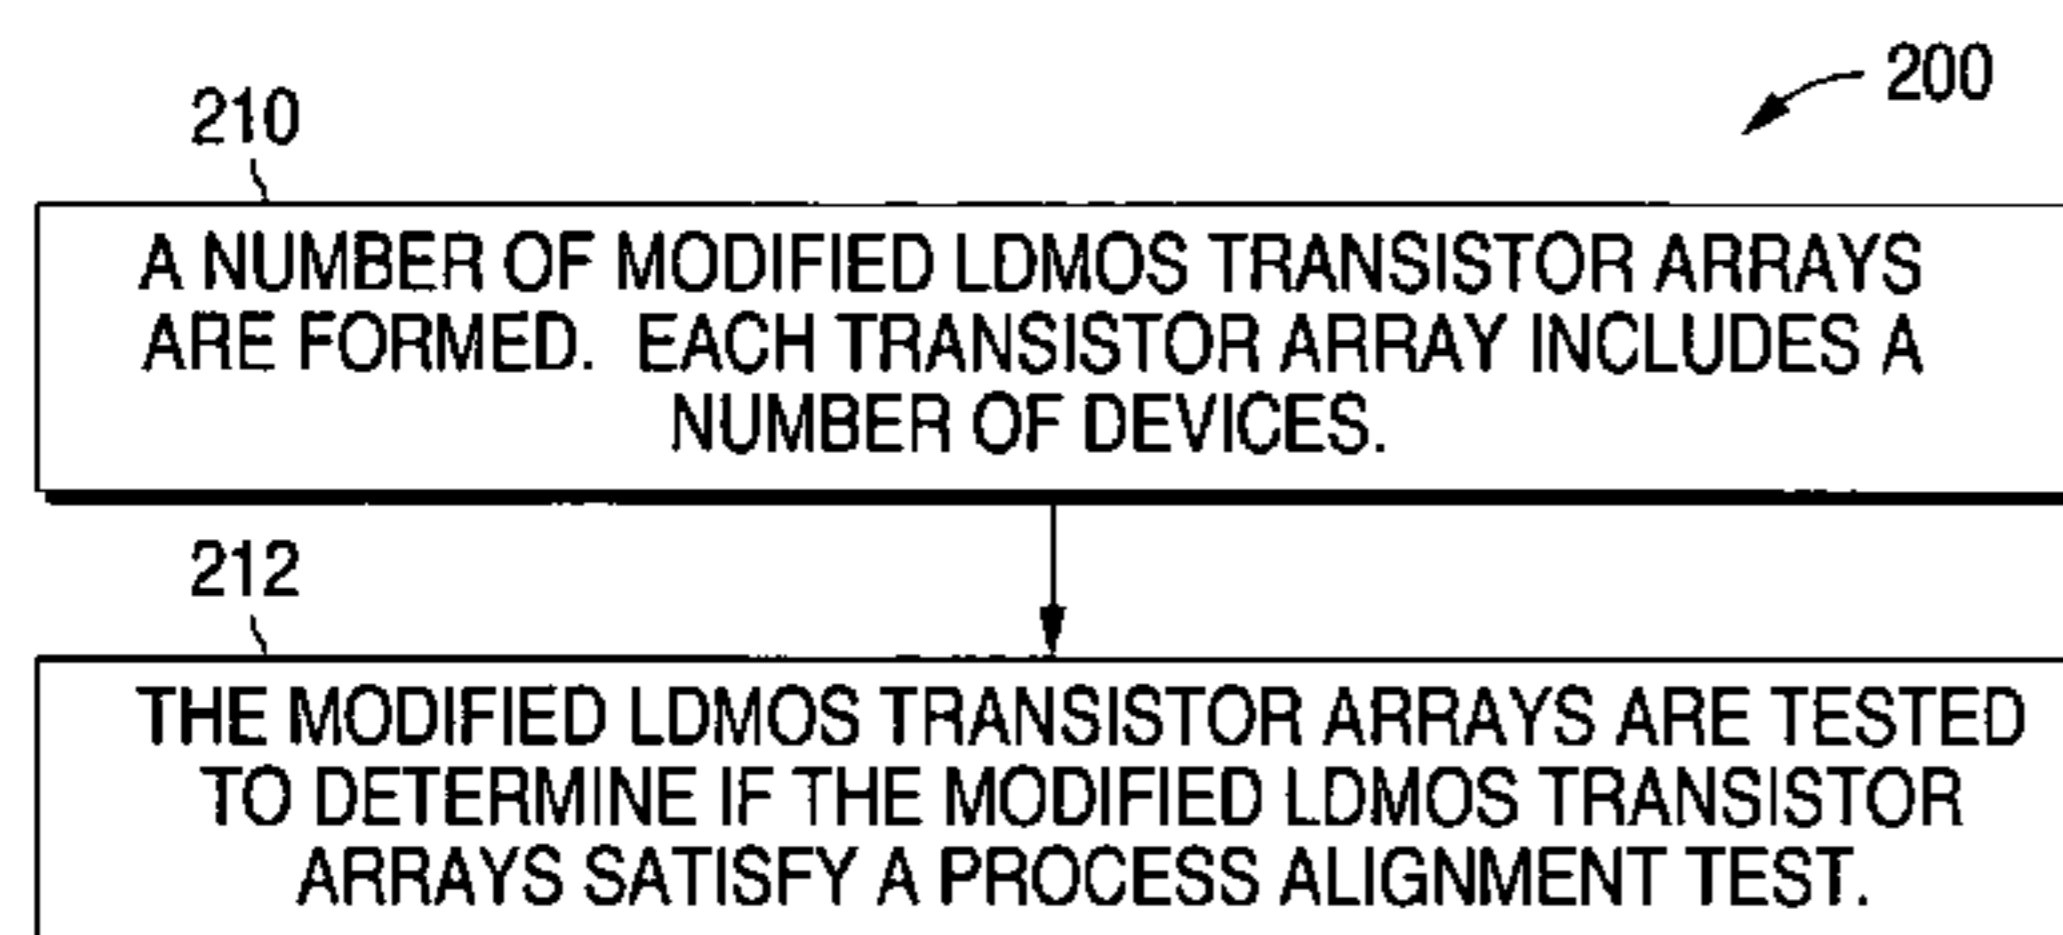 200
210
A NUMBER OF MODIFIED LDMOS TRANSISTOR ARRAYS
ARE FORMED. EACH TRANSISTOR ARRAY INCLUDES A
NUMBER OF DEVICES.
212
THE MODIFIED LDMOS TRANSISTOR ARRAYS ARE TESTED
TO DETERMINE IF THE MODIFIED LDMOS TRANSISTOR
ARRAYS SATISFY A PROCESS ALIGNMENT TEST.